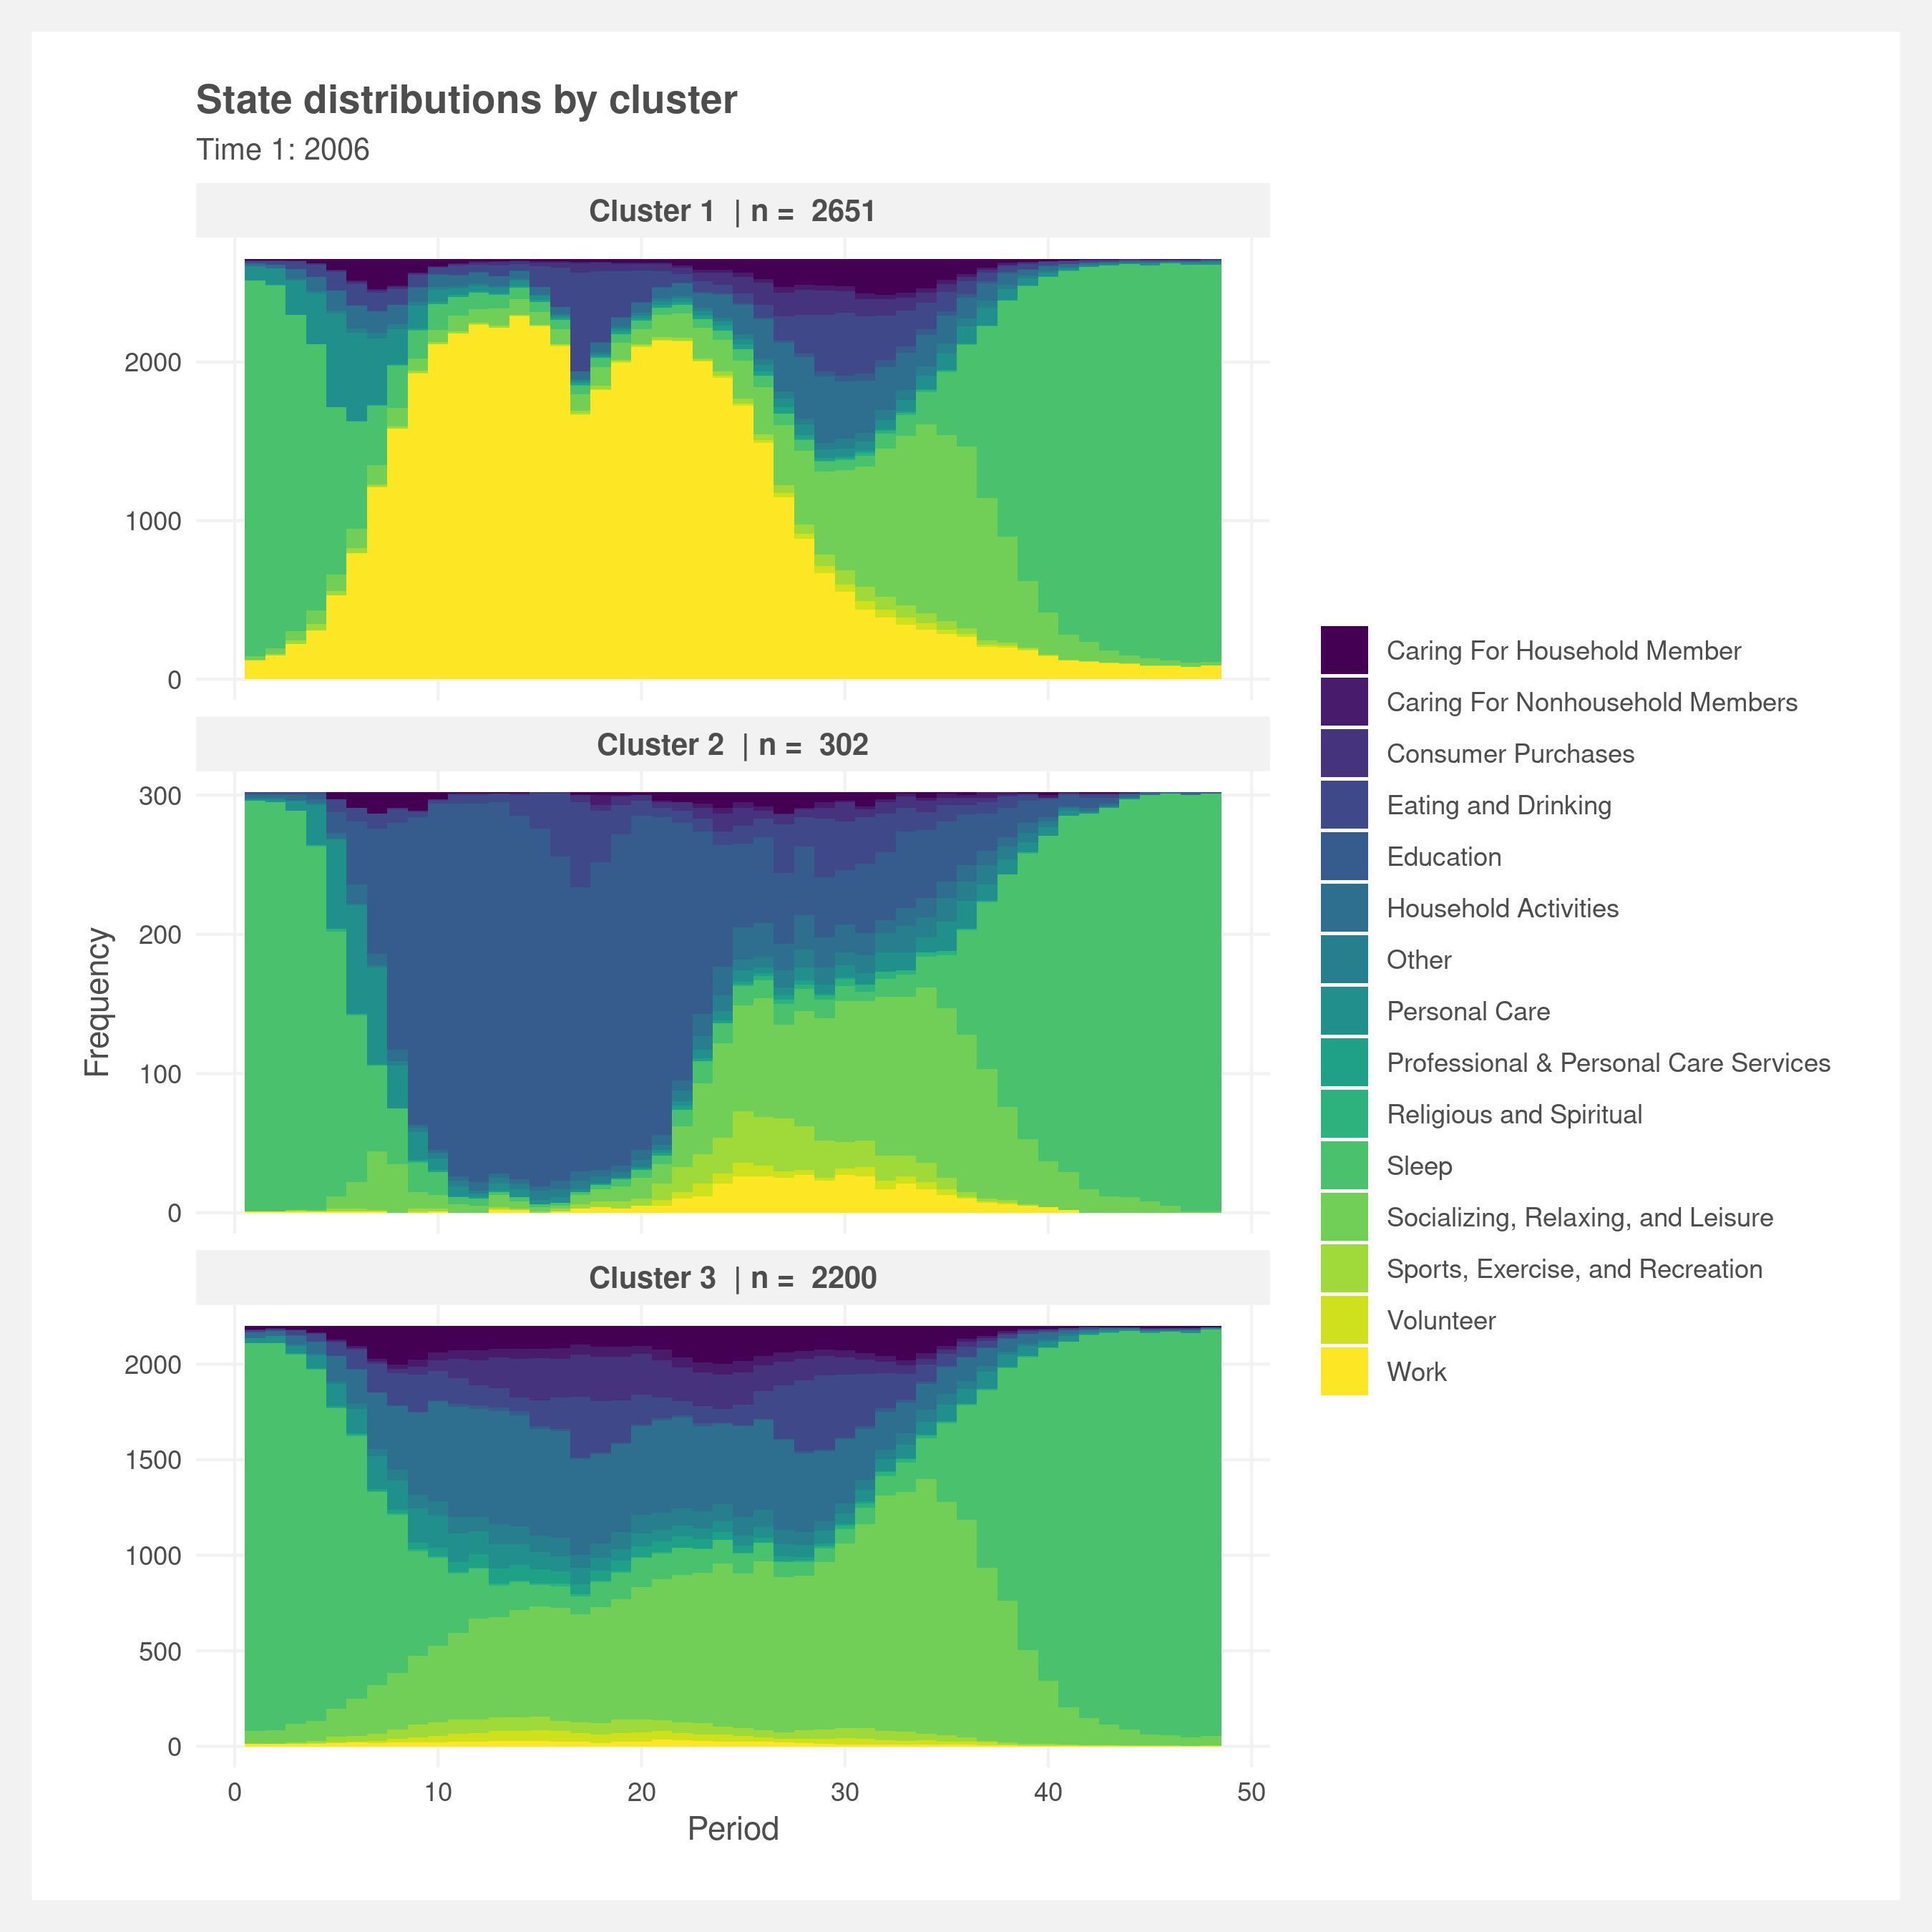 State distributions by cluster
Time 1: 2006
Cluster 1 | n = 2651
2000
1000
0
Cluster 2 | n = 302
300
200
100
0
Cluster 3 | n = 2200
2000
1500
1000
500
0
0 10 20 30 40 50
Period
Frequency
Caring For Household Member
Caring For Nonhousehold Members
Consumer Purchases
Eating and Drinking
Education
Household Activities
Other
Personal Care
Professional & Personal Care Services
Religious and Spiritual
Sleep
Socializing, Relaxing, and Leisure
Sports, Exercise, and Recreation
Volunteer
Work